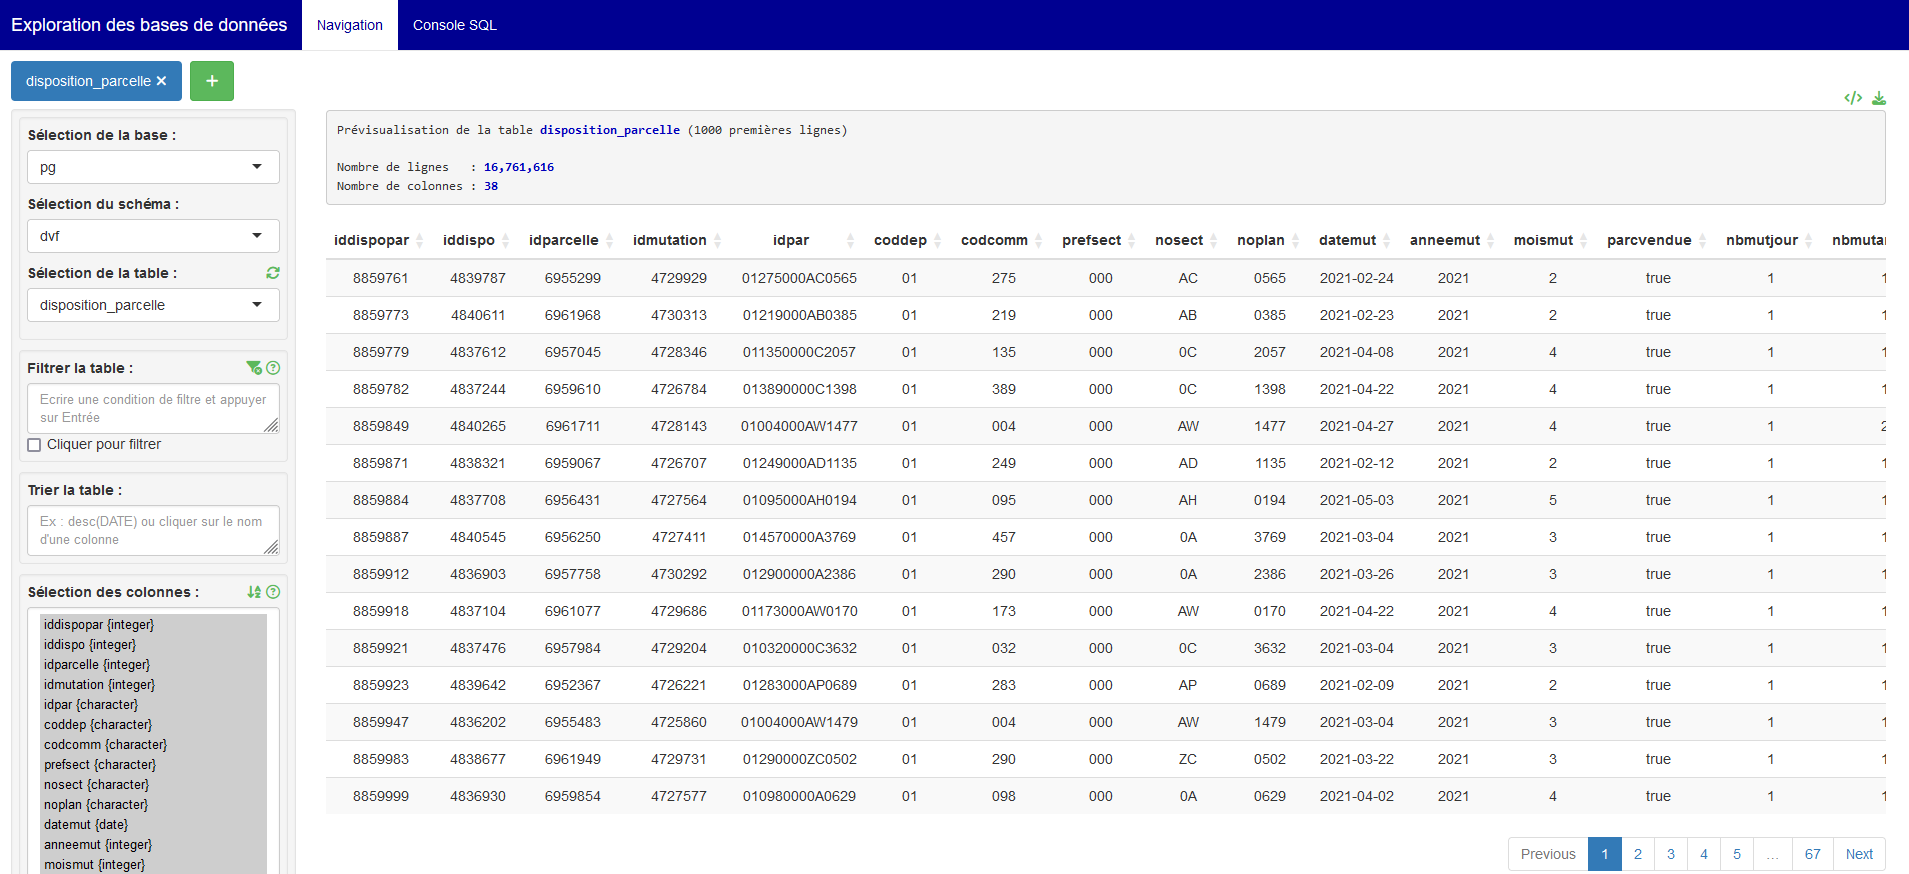 Exploration des bases de données Navigation Console SQL
disposition_parcelle × +
Sélection de la base :
pg
Sélection du schéma :
dvf
Sélection de la table :
disposition_parcelle
Filtrer la table :
Ecrire une condition de filtre et appuyer
sur Entrée
Cliquer pour filtrer
Trier la table :
Ex : desc(DATE) ou cliquer sur le nom
d'une colonne
Sélection des colonnes :
iddispopar {integer}
iddispo {integer}
idparcelle {integer}
idmutation {integer}
idpar {character}
coddep {character}
codcomm {character}
prefsect {character}
nosect {character}
noplan {character}
datemut {date}
anneemut {integer}
moismut {integer}
</>
Prévisualisation de la table disposition_parcelle (1000 premières lignes)
Nombre de lignes : 16,761,616
Nombre de colonnes : 38
iddispopar iddispo idparcelle idmutation idpar coddep codcomm prefsect nosect noplan datemut anneemut moismut parcvendue nbmutjour nbmutan
8859761 4839787 6955299 4729929 01275000AC0565 01 275 000 AC 0565 2021-02-24 2021 2 true 1 1
8859773 4840611 6961968 4730313 01219000AB0385 01 219 000 AB 0385 2021-02-23 2021 2 true 1 1
8859779 4837612 6957045 4728346 011350000C2057 01 135 000 0C 2057 2021-04-08 2021 4 true 1 1
8859782 4837244 6959610 4726784 013890000C1398 01 389 000 0C 1398 2021-04-22 2021 4 true 1 1
8859849 4840265 6961711 4728143 01004000AW1477 01 004 000 AW 1477 2021-04-27 2021 4 true 1 2
8859871 4838321 6959067 4726707 01249000AD1135 01 249 000 AD 1135 2021-02-12 2021 2 true 1 1
8859884 4837708 6956431 4727564 01095000AH0194 01 095 000 AH 0194 2021-05-03 2021 5 true 1 1
8859887 4840545 6956250 4727411 014570000A3769 01 457 000 0A 3769 2021-03-04 2021 3 true 1 1
8859912 4836903 6957758 4730292 012900000A2386 01 290 000 0A 2386 2021-03-26 2021 3 true 1 1
8859918 4837104 6961077 4729686 01173000AW0170 01 173 000 AW 0170 2021-04-22 2021 4 true 1 1
8859921 4837476 6957984 4729204 010320000C3632 01 032 000 0C 3632 2021-03-04 2021 3 true 1 1
8859923 4839642 6952367 4726221 01283000AP0689 01 283 000 AP 0689 2021-02-09 2021 2 true 1 1
8859947 4836202 6955483 4725860 01004000AW1479 01 004 000 AW 1479 2021-03-04 2021 3 true 1 1
8859983 4838677 6961949 4729731 01290000ZC0502 01 290 000 ZC 0502 2021-03-22 2021 3 true 1 1
8859999 4836930 6959854 4727577 010980000A0629 01 098 000 0A 0629 2021-04-02 2021 4 true 1 1
Previous 1 2 3 4 5 … 67 Next